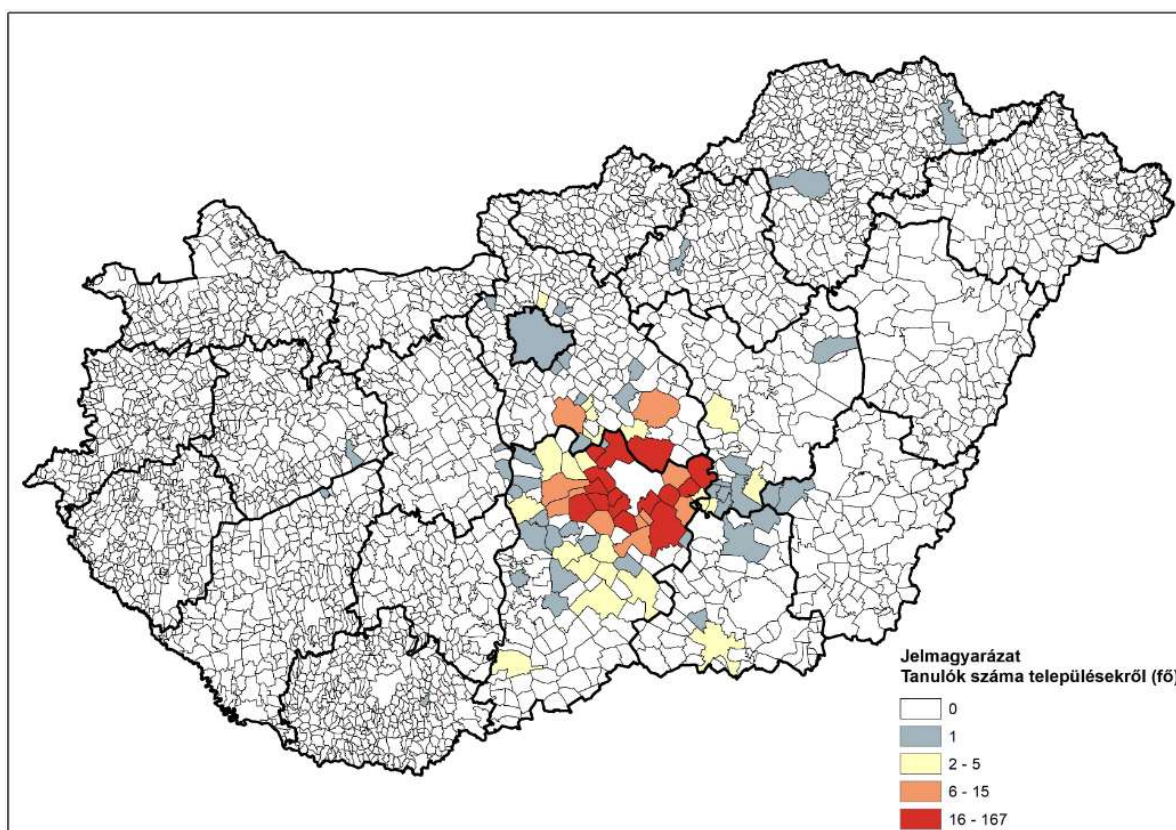 Jelmagyarázat
Tanulók száma településekről (fő)
0
1
2 - 5
6 - 15
16 - 167